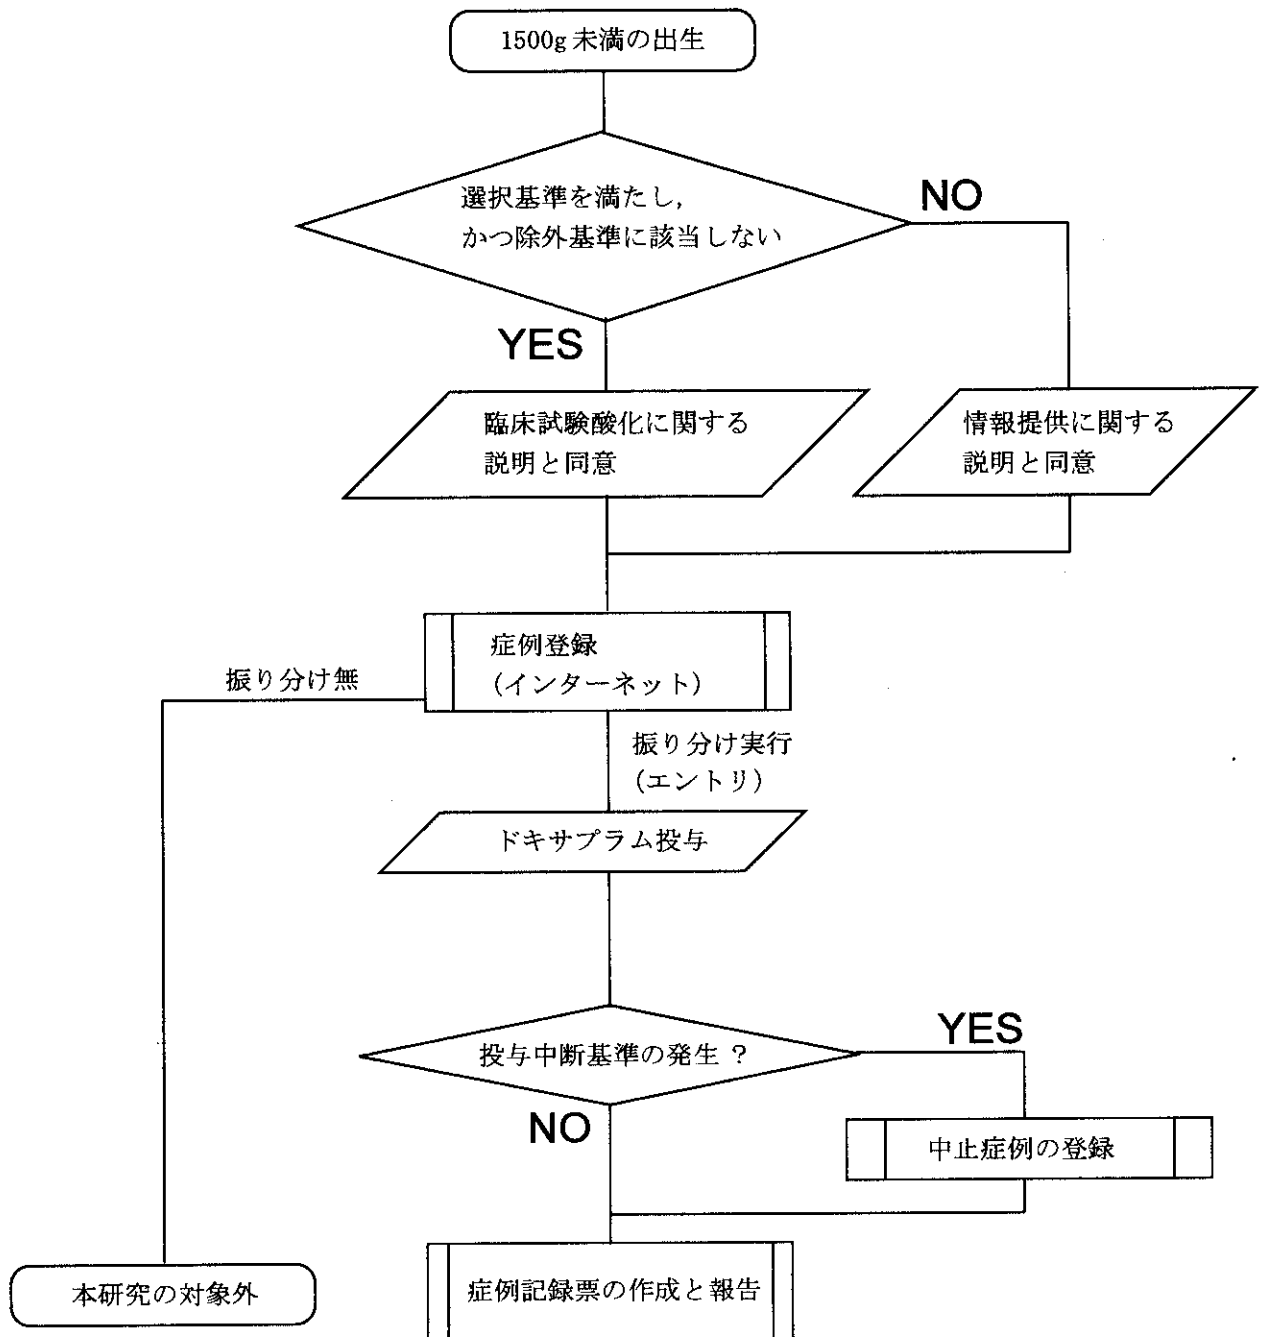 1500g 未満の出生
選択基準を満たし,
かつ除外基準に該当しない
NO
YES
臨床試験酸化に関する
説明と同意
情報提供に関する
説明と同意
症例登録
(インターネット)
振り分け無
振り分け実行
(エントリ)
ドキサプラム投与
投与中断基準の発生 ?
YES
NO
中止症例の登録
本研究の対象外
症例記録票の作成と報告